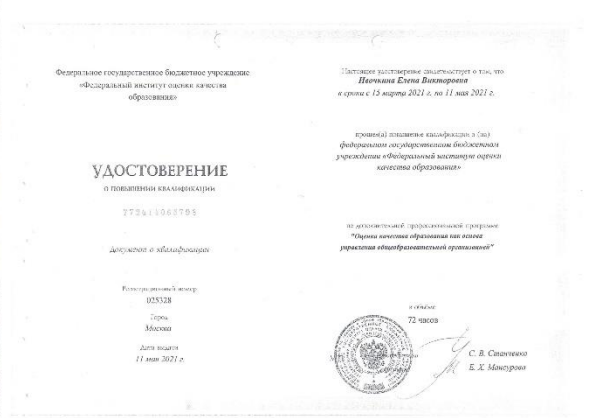 Федеральное государственное бюджетное учреждение
«Федеральный институт оценки качества
образования»
УДОСТОВЕРЕНИЕ
О ПОВЫШЕНИИ КВАЛИФИКАЦИИ
Документ о квалификации
Регистрационный номер
025328
Город
Москва
Дата выдачи
11 мая 2021 г.
Настоящее удостоверение свидетельствует о том, что
Елена Викторовна
в срок с 15 марта 2021 г. по 11 мая 2021 г.
прошел(а) повышение квалификации в (на)
федеральном государственном бюджетном
учреждении «Федеральный институт оценки
качества образования»
по дополнительной профессиональной программе
"Оценка качества образования как основа
управления общеобразовательной организацией"
в объёме
72 часов
С. В. Станченко
Б. Х. Мансурова